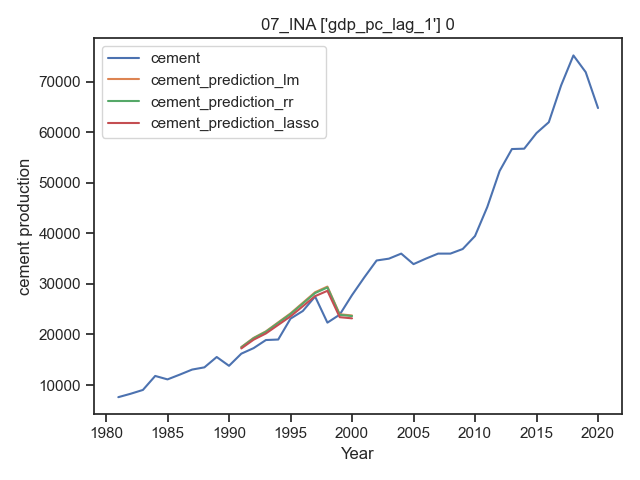 07_INA ['gdp_pc_lag_1'] 0
cement
cement_prediction_lm
cement_prediction_rr
cement_prediction_lasso
cement production
70000
60000
50000
40000
30000
20000
10000
1980 1985 1990 1995 2000 2005 2010 2015 2020
Year